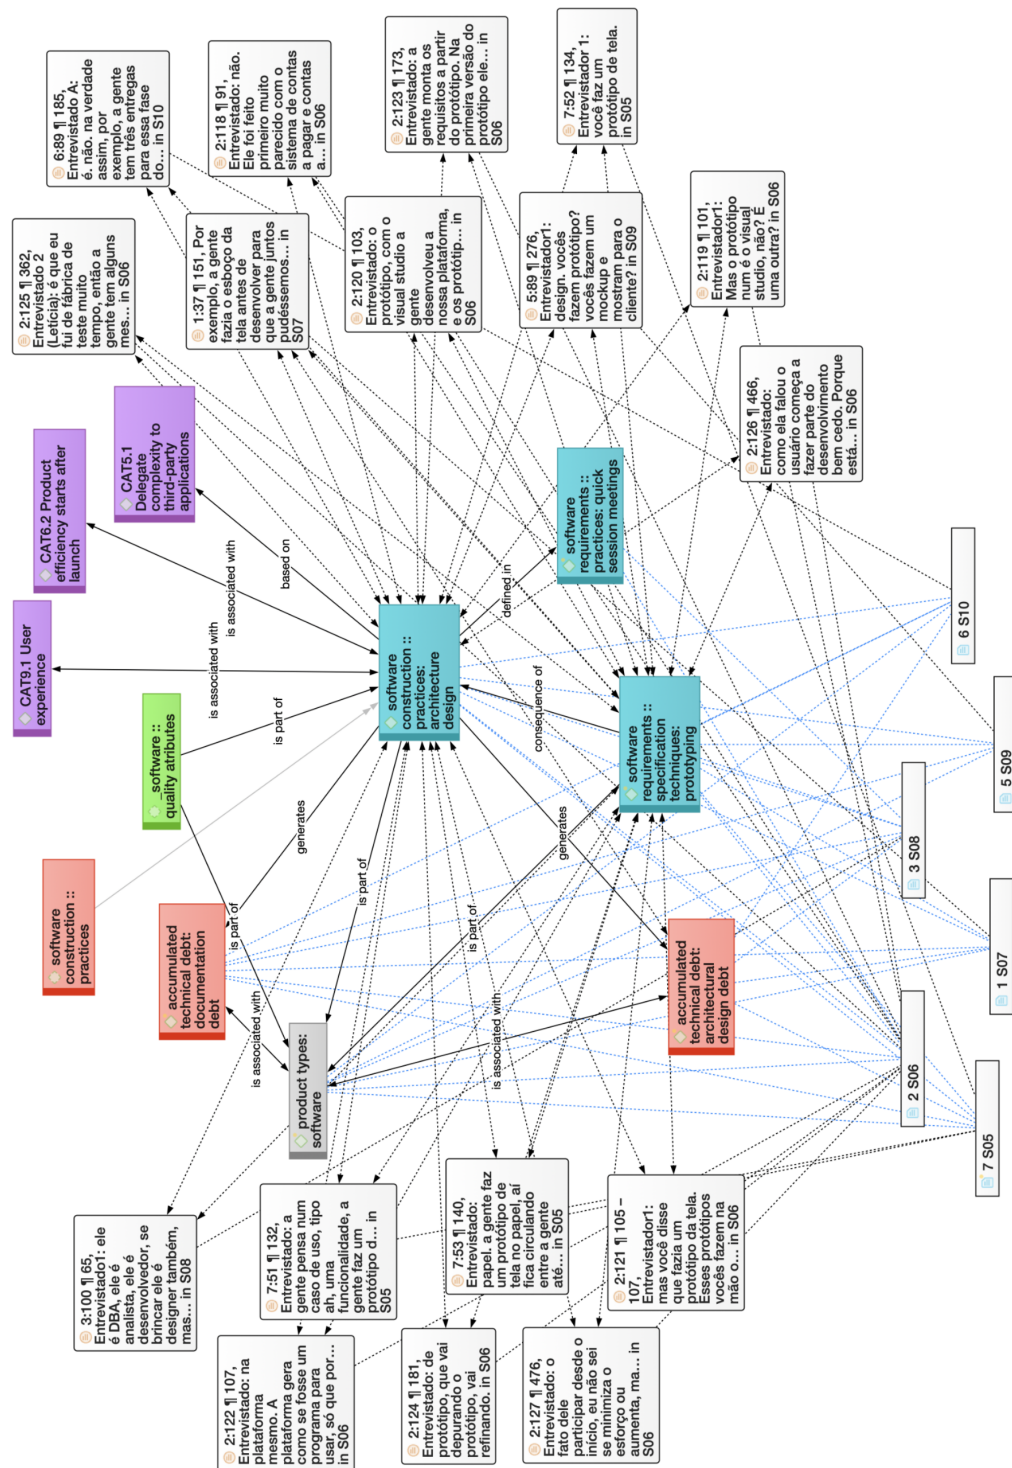 6:89 ¶ 185,
Entrevistado A:
é. não. na verdade
assim, por
exemplo, a gente
tem três entregas
para essa fase
do… in S10
2:118 ¶ 91,
Entrevistado: não.
Ele foi feito
primeiro muito
parecido com o
sistema de contas
a pagar e contas
a… in S06
2:123 ¶ 173,
Entrevistado: a
gente monta os
requisitos a partir
do protótipo. Na
primeira versão do
protótipo ele… in
S06
7:52 ¶ 134,
Entrevistador 1:
você faz um
protótipo de tela.
in S05
2:125 ¶ 362,
Entrevistado 2
(Letícia): é que eu
fui de fábrica de
teste muito
tempo, então a
gente tem alguns
mes… in S06
1:37 ¶ 151, Por
exemplo, a gente
fazia o esboço da
tela antes de
desenvolver para
que a gente juntos
pudéssemos… in
S07
2:120 ¶ 103,
Entrevistado: o
protótipo, com o
visual studio a
gente
desenvolveu a
nossa plataforma,
e os protótip… in
S06
5:89 ¶ 276,
Entrevistador1:
design. vocês
fazem protótipo?
vocês fazem um
mockup e
mostram para o
cliente? in S09
2:119 ¶ 101,
Entrevistador1:
Mas o protótipo
num é o visual
studio, não? É
uma outra? in S06
2:126 ¶ 466,
Entrevistado:
como ela falou o
usuário começa a
fazer parte do
desenvolvimento
bem cedo. Porque
está… in S06
CAT9.1 User
experience
CAT6.2 Product
efficiency starts after
launch
CAT5.1
Delegate
complexity to
third-party
applications
is associated with
is associated with
based on
software
construction ::
practices
_software ::
quality atributes
is part of
software
construction ::
practices:
architecture
design
defined in
software
requirements ::
practices: quick
session meetings
accumulated
technical debt:
documentation
debt
generates
is part of
is part of
is associated with
product types:
software
consequence of
software
requirements ::
specification
techniques:
prototyping
generates
is part of
is associated with
accumulated
technical debt:
architectural
design debt
3:100 ¶ 65,
Entrevistado1: ele
é DBA, ele é
analista, ele é
desenvolvedor, se
brincar ele é
designer também,
mas… in S08
7:51 ¶ 132,
Entrevistado: a
gente pensa num
caso de uso, tipo
ah, uma
funcionalidade, a
gente faz um
protótipo d… in
S05
7:53 ¶ 140,
Entrevistado:
papel. a gente faz
um protótipo de
tela no papel, aí
fica circulando
entre a gente
até… in S05
2:121 ¶ 105 –
107,
Entrevistador1:
mas você disse
que fazia um
protótipo da tela.
Esses protótipos
vocês fazem na
mão o… in S06
2:122 ¶ 107,
Entrevistado: na
plataforma
mesmo. A
plataforma gera
como se fosse um
programa para
usar, só que por…
in S06
2:124 ¶ 181,
Entrevistado: de
protótipo, que vai
depurando o
protótipo, vai
refinando. in S06
2:127 ¶ 476,
Entrevistado: o
fato dele
participar desde o
início, eu não sei
se minimiza o
esforço ou
aumenta, ma… in
S06
7 S05
2 S06
1 S07
3 S08
5 S09
6 S10